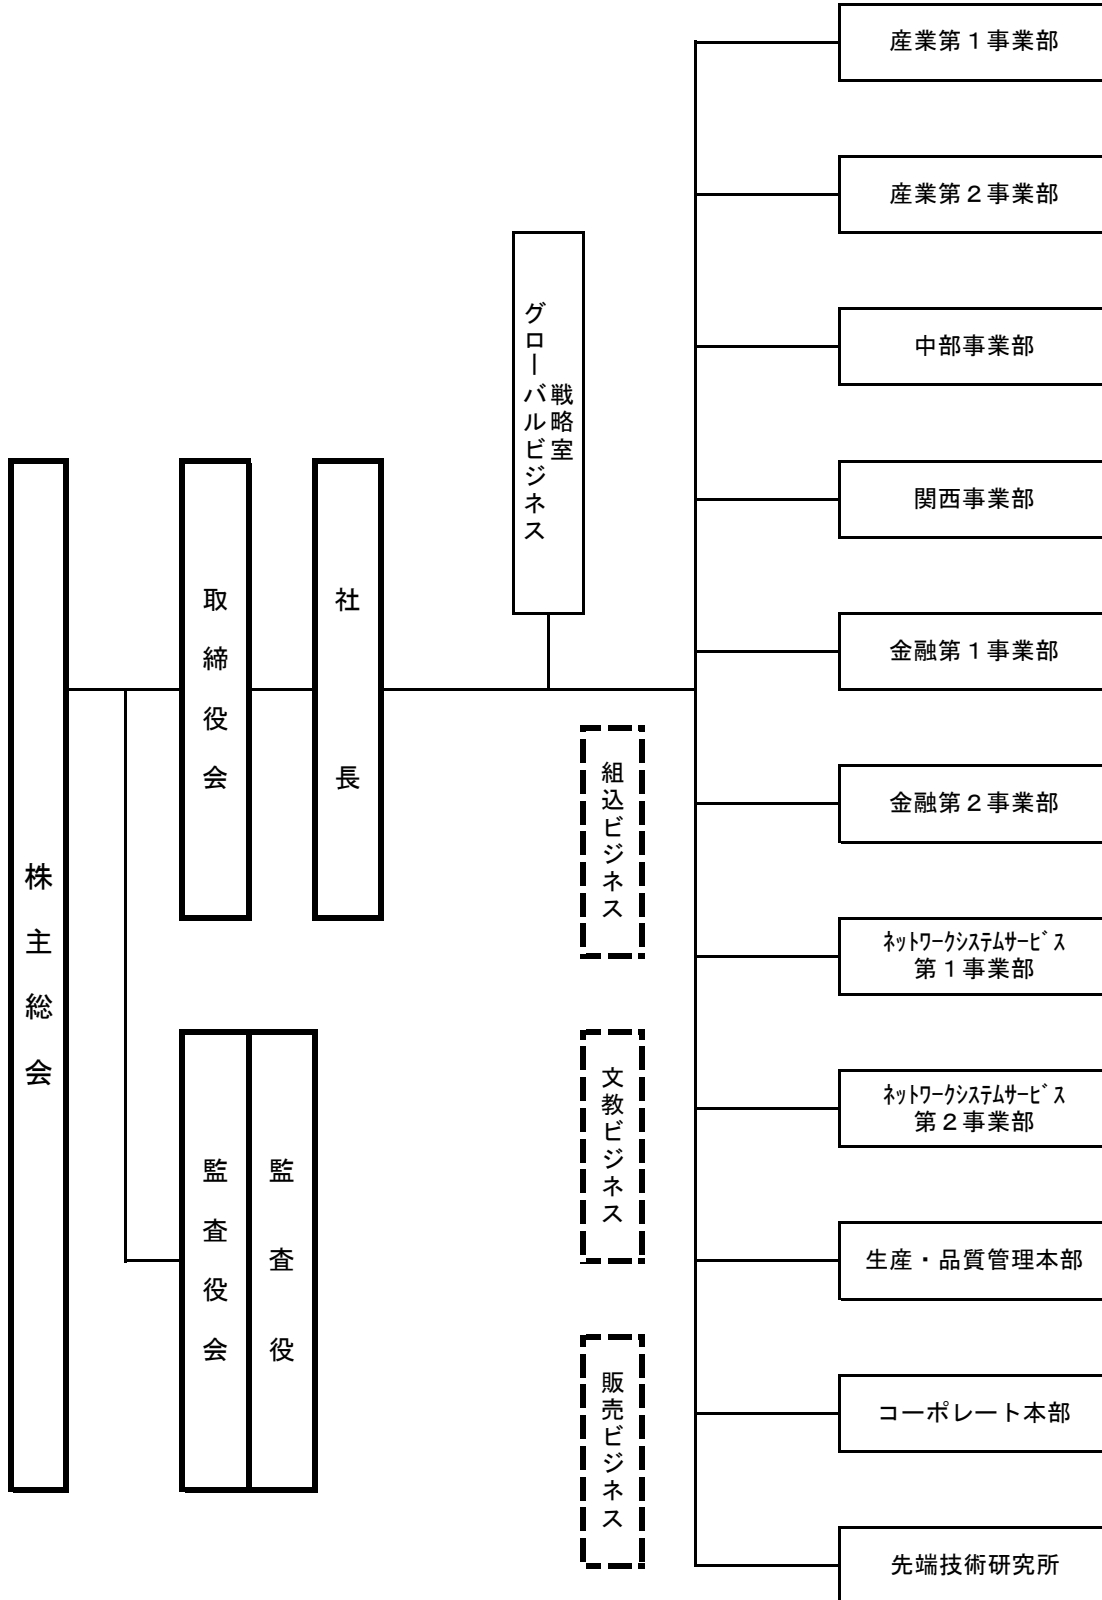 株主総会
取締役会
社長
監査役会
監査役
グローバルビジネス
戦略室
組込ビジネス
文教ビジネス
販売ビジネス
産業第１事業部
産業第２事業部
中部事業部
関西事業部
金融第１事業部
金融第２事業部
ﾈｯﾄﾜｰｸｼｽﾃﾑｻｰﾋﾞｽ
第１事業部
ﾈｯﾄﾜｰｸｼｽﾃﾑｻｰﾋﾞｽ
第２事業部
生産・品質管理本部
コーポレート本部
先端技術研究所